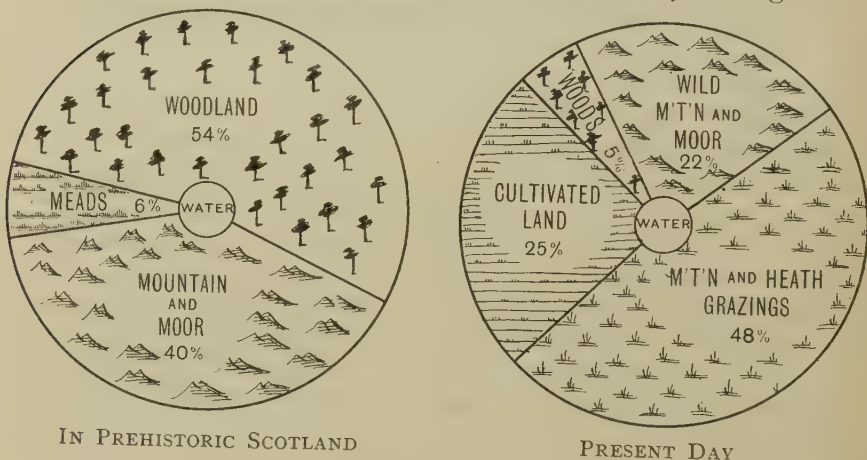 WOODLAND
54%
MEADS 6%
WATER
MOUNTAIN
AND
MOOR
40%
IN PREHISTORIC SCOTLAND
WOODS 5%
WILD
M'T'N AND
MOOR
22%
CULTIVATED
LAND
25%
WATER
M'T'N AND HEATH
GRAZINGS
48%
PRESENT DAY